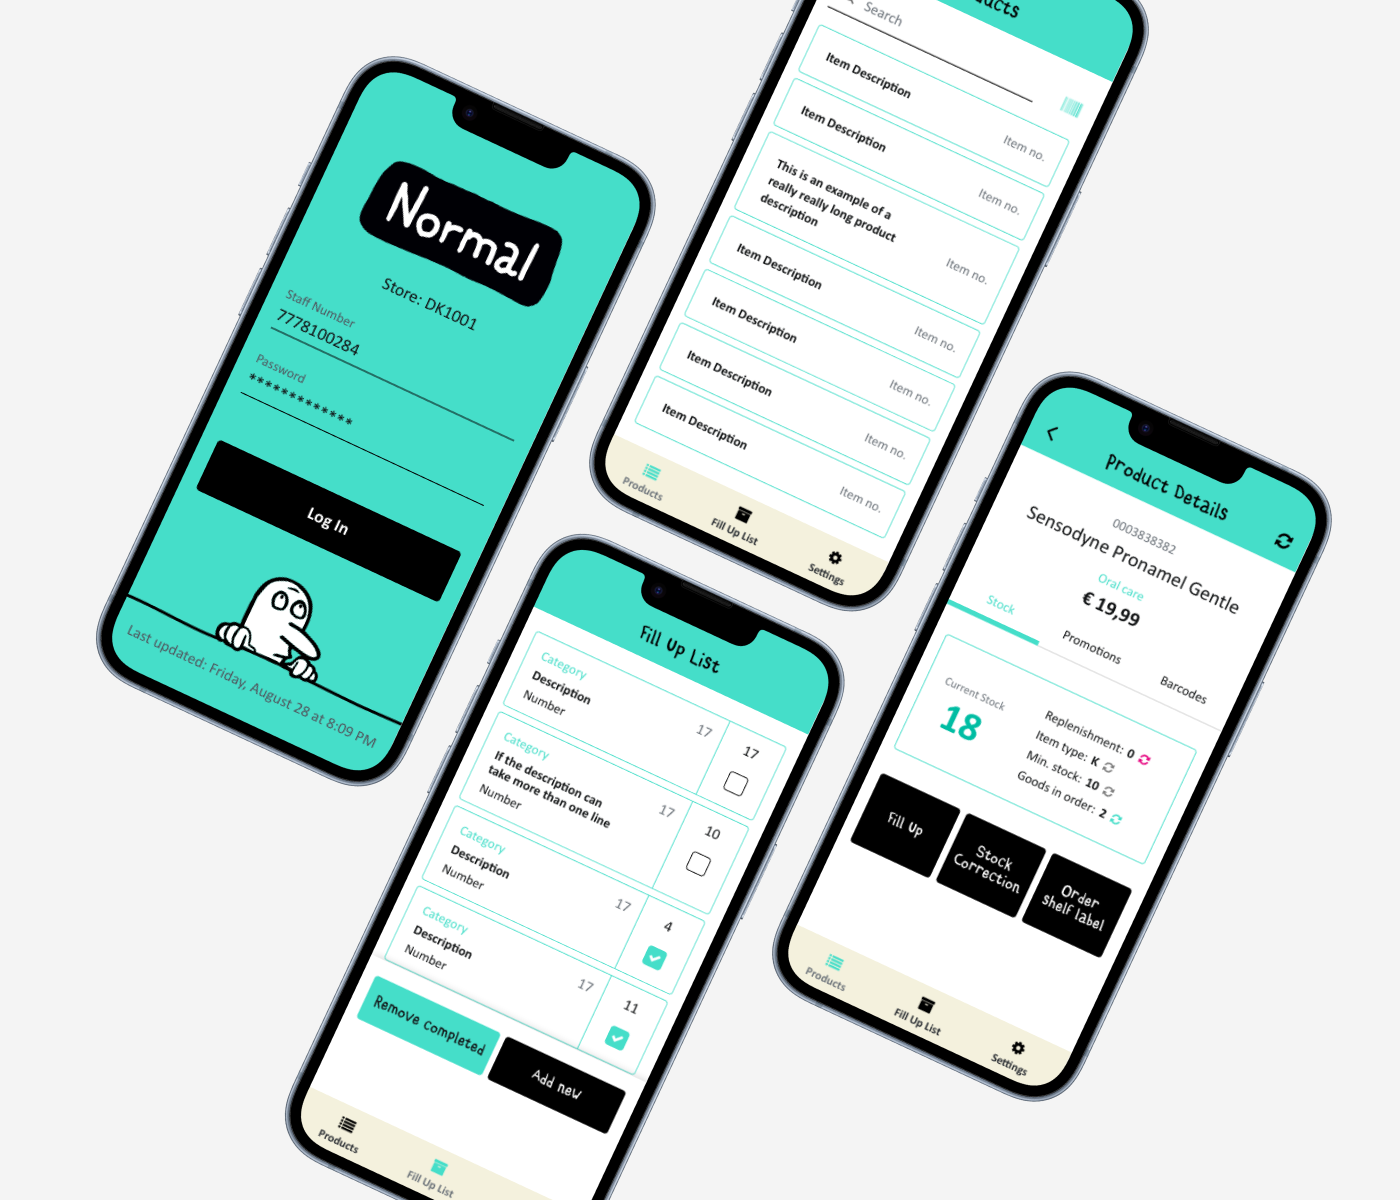 Normal
Store: DK1001
Staff Number
7778100284
Password
*************
Log In
Last updated: Friday, August 28 at 8:09 PM
Search
Item Description
Item no.
Item Description
Item no.
This is an example of a
really really long product
description
Item no.
Item Description
Item no.
Item Description
Item no.
Item Description
Item no.
Item Description
Item no.
Products
Fill Up List
Settings
Fill Up List
Category
Description
Number
17
17
Category
If the description can
take more than one line
Number
17
10
Category
Description
Number
17
4
Category
Description
Number
17
11
Remove completed
Add new
Products
Fill Up List
Product Details
0003838382
Sensodyne Pronamel Gentle
Oral care
€ 19,99
Stock
Promotions
Barcodes
Current Stock
18
Replenishment: 0
Item type: K
Min. stock: 10
Goods in order: 2
Fill Up
Stock
Correction
Order
shelf label
Products
Fill Up List
Settings